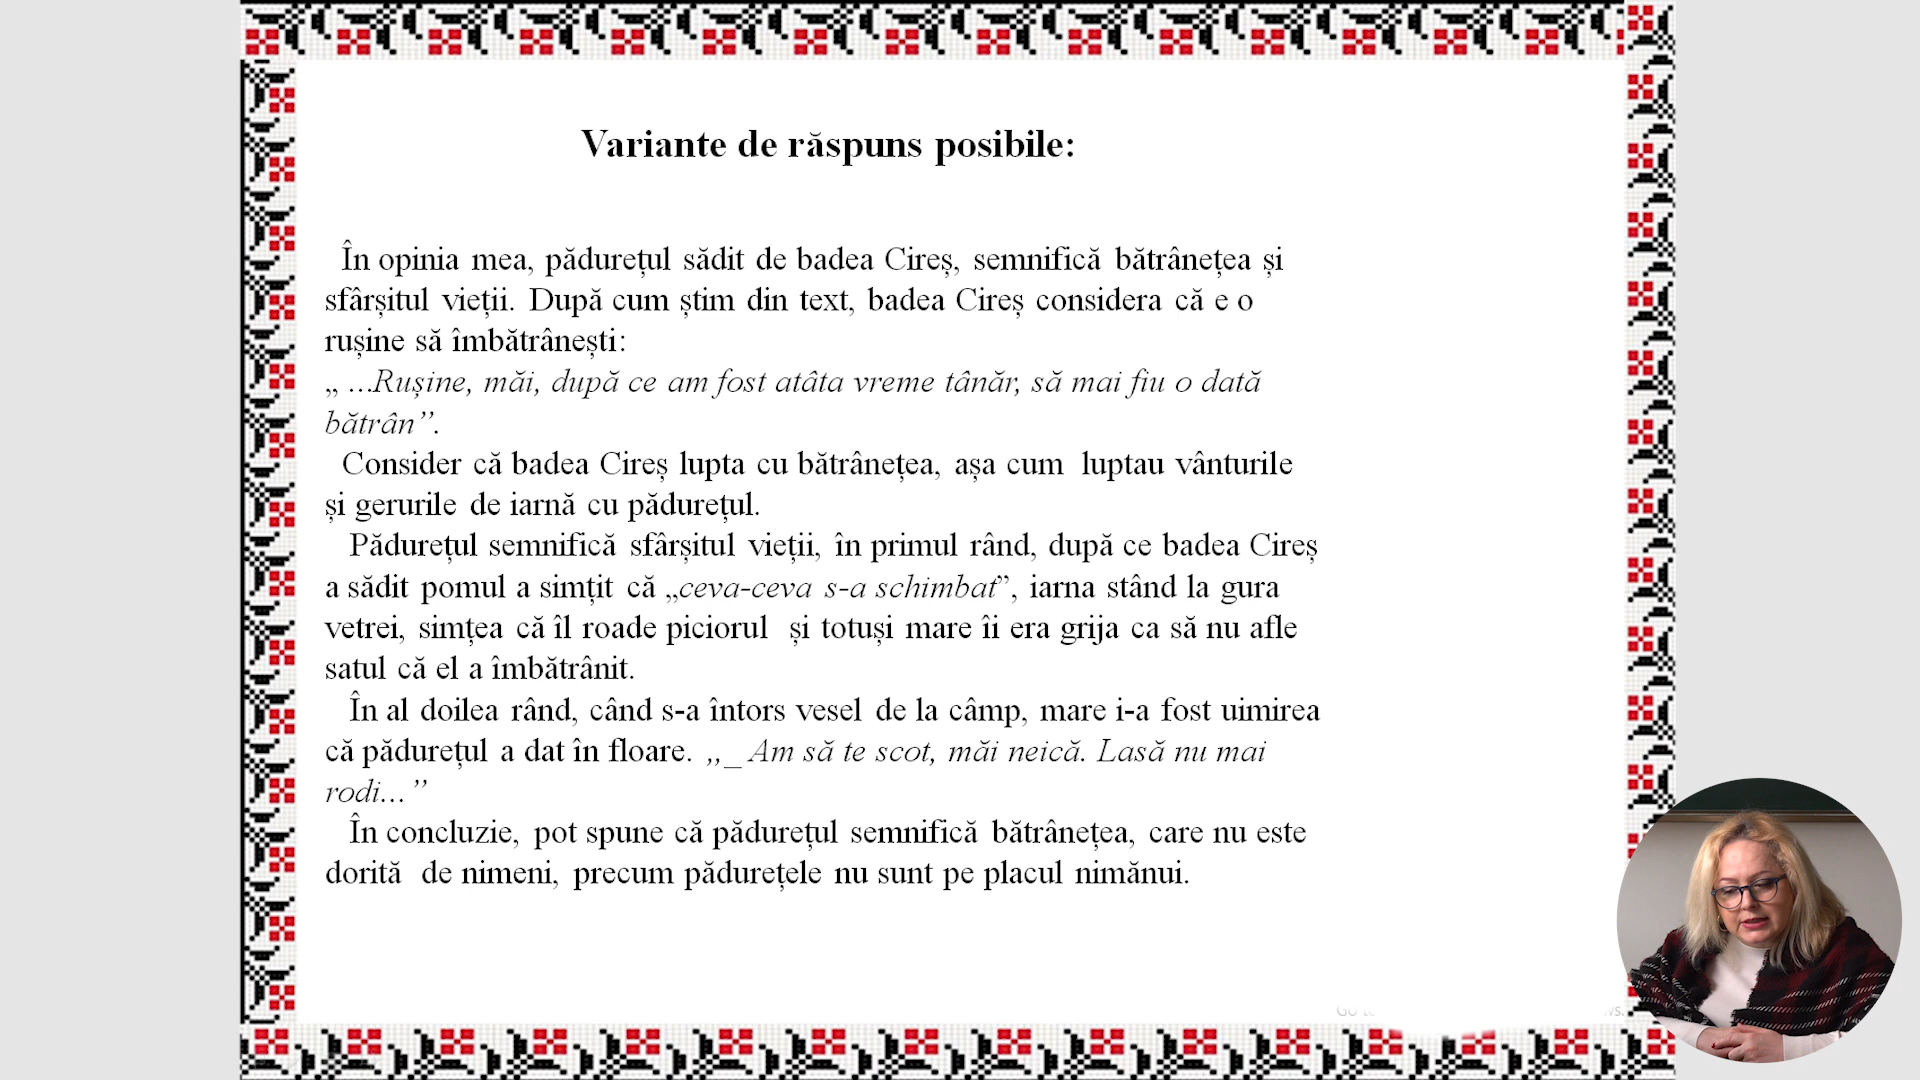 Variante de răspuns posibile:
În opinia mea, pădurețul sădit de badea Cireș, semnifică bătrânețea și
sfârșitul vieții. După cum știm din text, badea Cireș considera că e o
rușine să îmbătrânești:
„ ...Rușine, măi, după ce am fost atâta vreme tânăr, să mai fiu o dată
bătrân”.
Consider că badea Cireș lupta cu bătrânețea, așa cum luptau vânturile
și gerurile de iarnă cu pădurețul.
Pădurețul semnifică sfârșitul vieții, în primul rând, după ce badea Cireș
a sădit pomul a simțit că „ceva-ceva s-a schimbat”, iarna stând la gura
vetrei, simțea că îl roade piciorul și totuși mare îi era grija ca să nu afle
satul că el a îmbătrânit.
În al doilea rând, când s-a întors vesel de la câmp, mare i-a fost uimirea
că pădurețul a dat în floare. „_ Am să te scot, măi neică. Lasă nu mai
rodi...”
În concluzie, pot spune că pădurețul semnifică bătrânețea, care nu este
dorită de nimeni, precum pădurețele nu sunt pe placul nimănui.